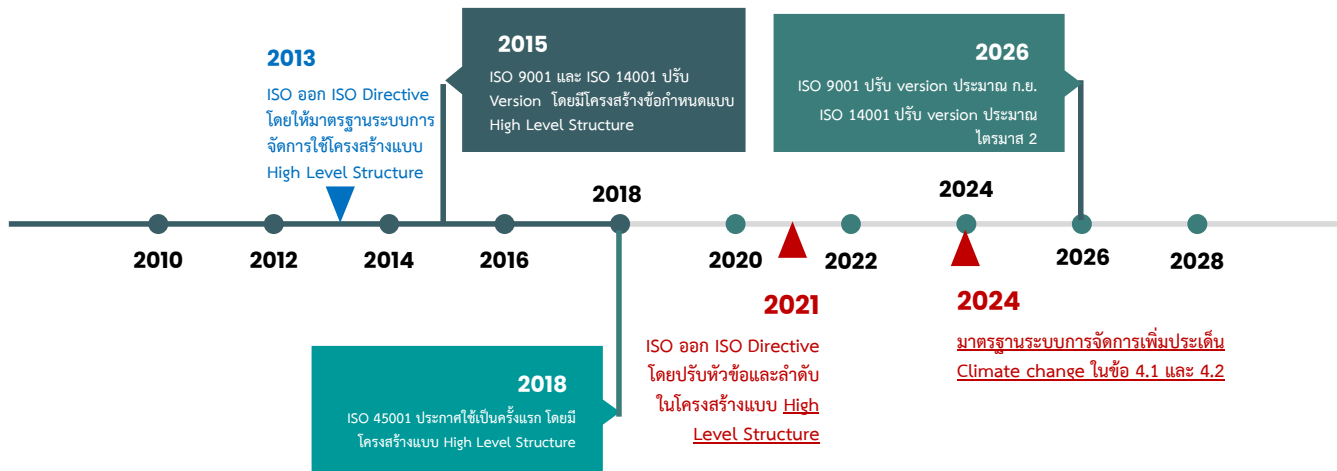 2013
ISO ออก ISO Directive
โดยให้มาตรฐานระบบการ
จัดการใช้โครงสร้างแบบ
High Level Structure
2015
ISO 9001 และ ISO 14001 ปรับ
Version โดยมีโครงสร้างข้อกำหนดแบบ
High Level Structure
2026
ISO 9001 ปรับ version ประมาณ ก.ย.
ISO 14001 ปรับ version ประมาณ
ไตรมาส 2
2018
2024
2010
2012
2014
2016
2020
2022
2026
2028
2018
ISO 45001 ประกาศใช้เป็นครั้งแรก โดยมี
โครงสร้างแบบ High Level Structure
2021
ISO ออก ISO Directive
โดยปรับหัวข้อและลำดับ
ในโครงสร้างแบบ High
Level Structure
2024
มาตรฐานระบบการจัดการเพิ่มประเด็น
Climate change ในข้อ 4.1 และ 4.2